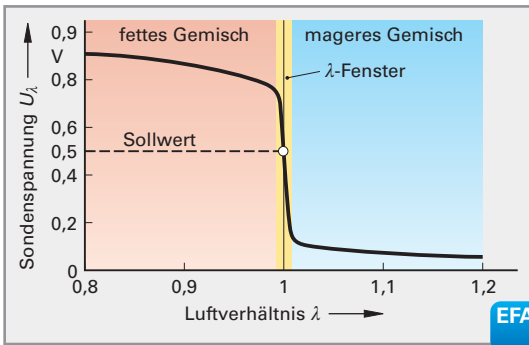 fettes Gemisch
mageres Gemisch
λ-Fenster
Sollwert
Sondenspannung Uλ
0,9
V
0,8
0,6
0,5
0,4
0,2
0
0,8
0,9
1
1,1
1,2
Luftverhältnis λ
EFA